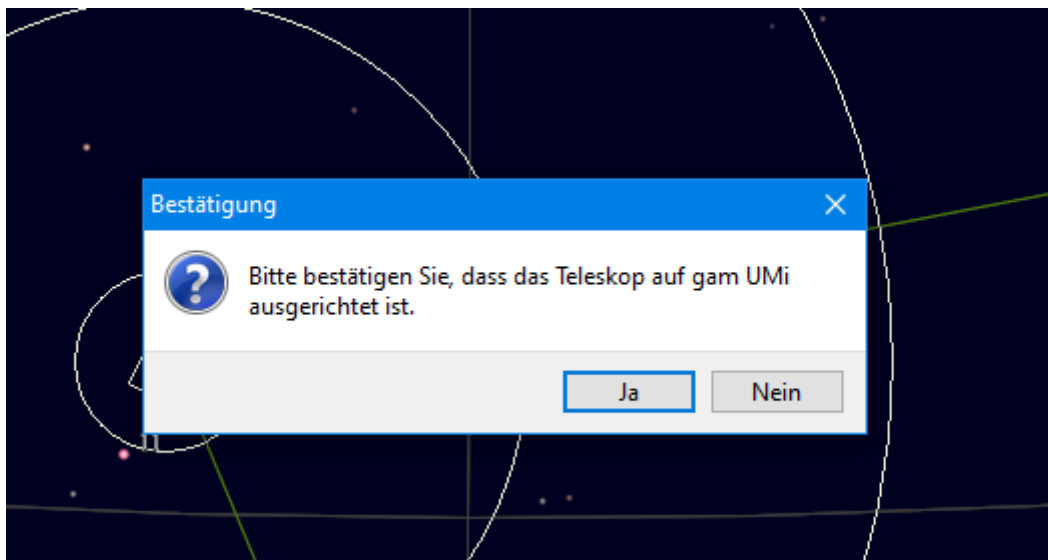 Bestätigung
Bitte bestätigen Sie, dass das Teleskop auf gam UMi
ausgerichtet ist.
Ja
Nein